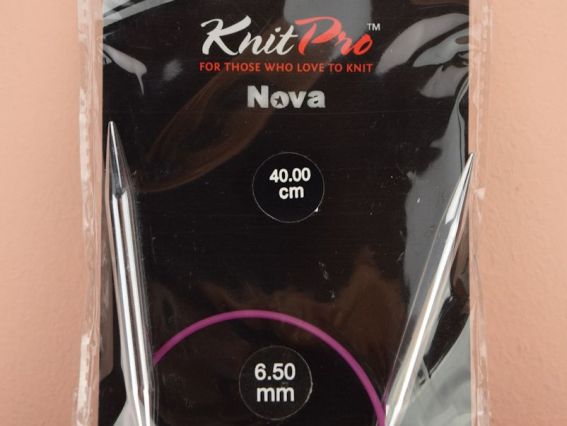 KnitPro™
FOR THOSE WHO LOVE TO KNIT
Nova
40.00
cm
6.50
mm